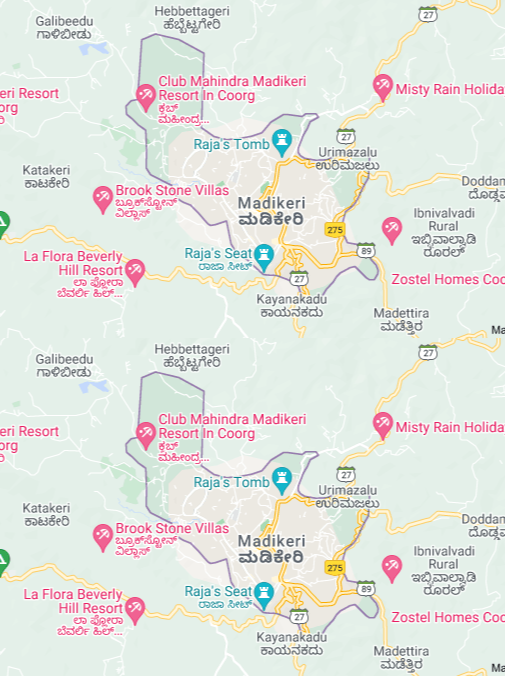 Hebbettageri
ಹೆಬ್ಬೆಟ್ಟಗೇರಿ
Galibeedu
ಗಾಳಿಬೀಡು
27
Club Mahindra Madikeri
Resort In Coorg
ಕ್ಲಬ್
ಮಹೀಂದ್ರ...
eri Resort
org
Misty Rain Holida
27
Raja's Tomb
Urimazalu
ಉರಿಮಜಲು
Katakeri
ಕಾಟಕೇರಿ
Doddan
ದೊಡ್ಡ
Brook Stone Villas
ಬ್ರೂಕ್‌ಸ್ಟೋನ್
ವಿಲ್ಲಾಸ್
Madikeri
ಮಡಿಕೇರಿ
Ibnivalvadi
Rural
ಇಬ್ನಿವಾಲ್ವಾಡಿ
ರೂರಲ್
275
89
La Flora Beverly
Hill Resort
ಲಾ ಫ್ಲೋರಾ
ಬೆವರ್ಲಿ ಹಿಲ್...
Raja's Seat
ರಾಜಾ ಸೀಟ್
27
Zostel Homes Coo
Kayanakadu
ಕಾಯನಕದು
Madettira
ಮಡೆತ್ತಿರ
Ma
Hebbettageri
ಹೆಬ್ಬೆಟ್ಟಗೇರಿ
Galibeedu
ಗಾಳಿಬೀಡು
27
Club Mahindra Madikeri
Resort In Coorg
ಕ್ಲಬ್
ಮಹೀಂದ್ರ...
eri Resort
org
Misty Rain Holida
27
Raja's Tomb
Urimazalu
ಉರಿಮಜಲು
Katakeri
ಕಾಟಕೇರಿ
Doddan
ದೊಡ್ಡ
Brook Stone Villas
ಬ್ರೂಕ್‌ಸ್ಟೋನ್
ವಿಲ್ಲಾಸ್
Madikeri
ಮಡಿಕೇರಿ
Ibnivalvadi
Rural
ಇಬ್ನಿವಾಲ್ವಾಡಿ
ರೂರಲ್
275
89
La Flora Beverly
Hill Resort
ಲಾ ಫ್ಲೋರಾ
ಬೆವರ್ಲಿ ಹಿಲ್...
Raja's Seat
ರಾಜಾ ಸೀಟ್
27
Zostel Homes Coo
Kayanakadu
ಕಾಯನಕದು
Madettira
ಮಡೆತ್ತಿರ
Ma